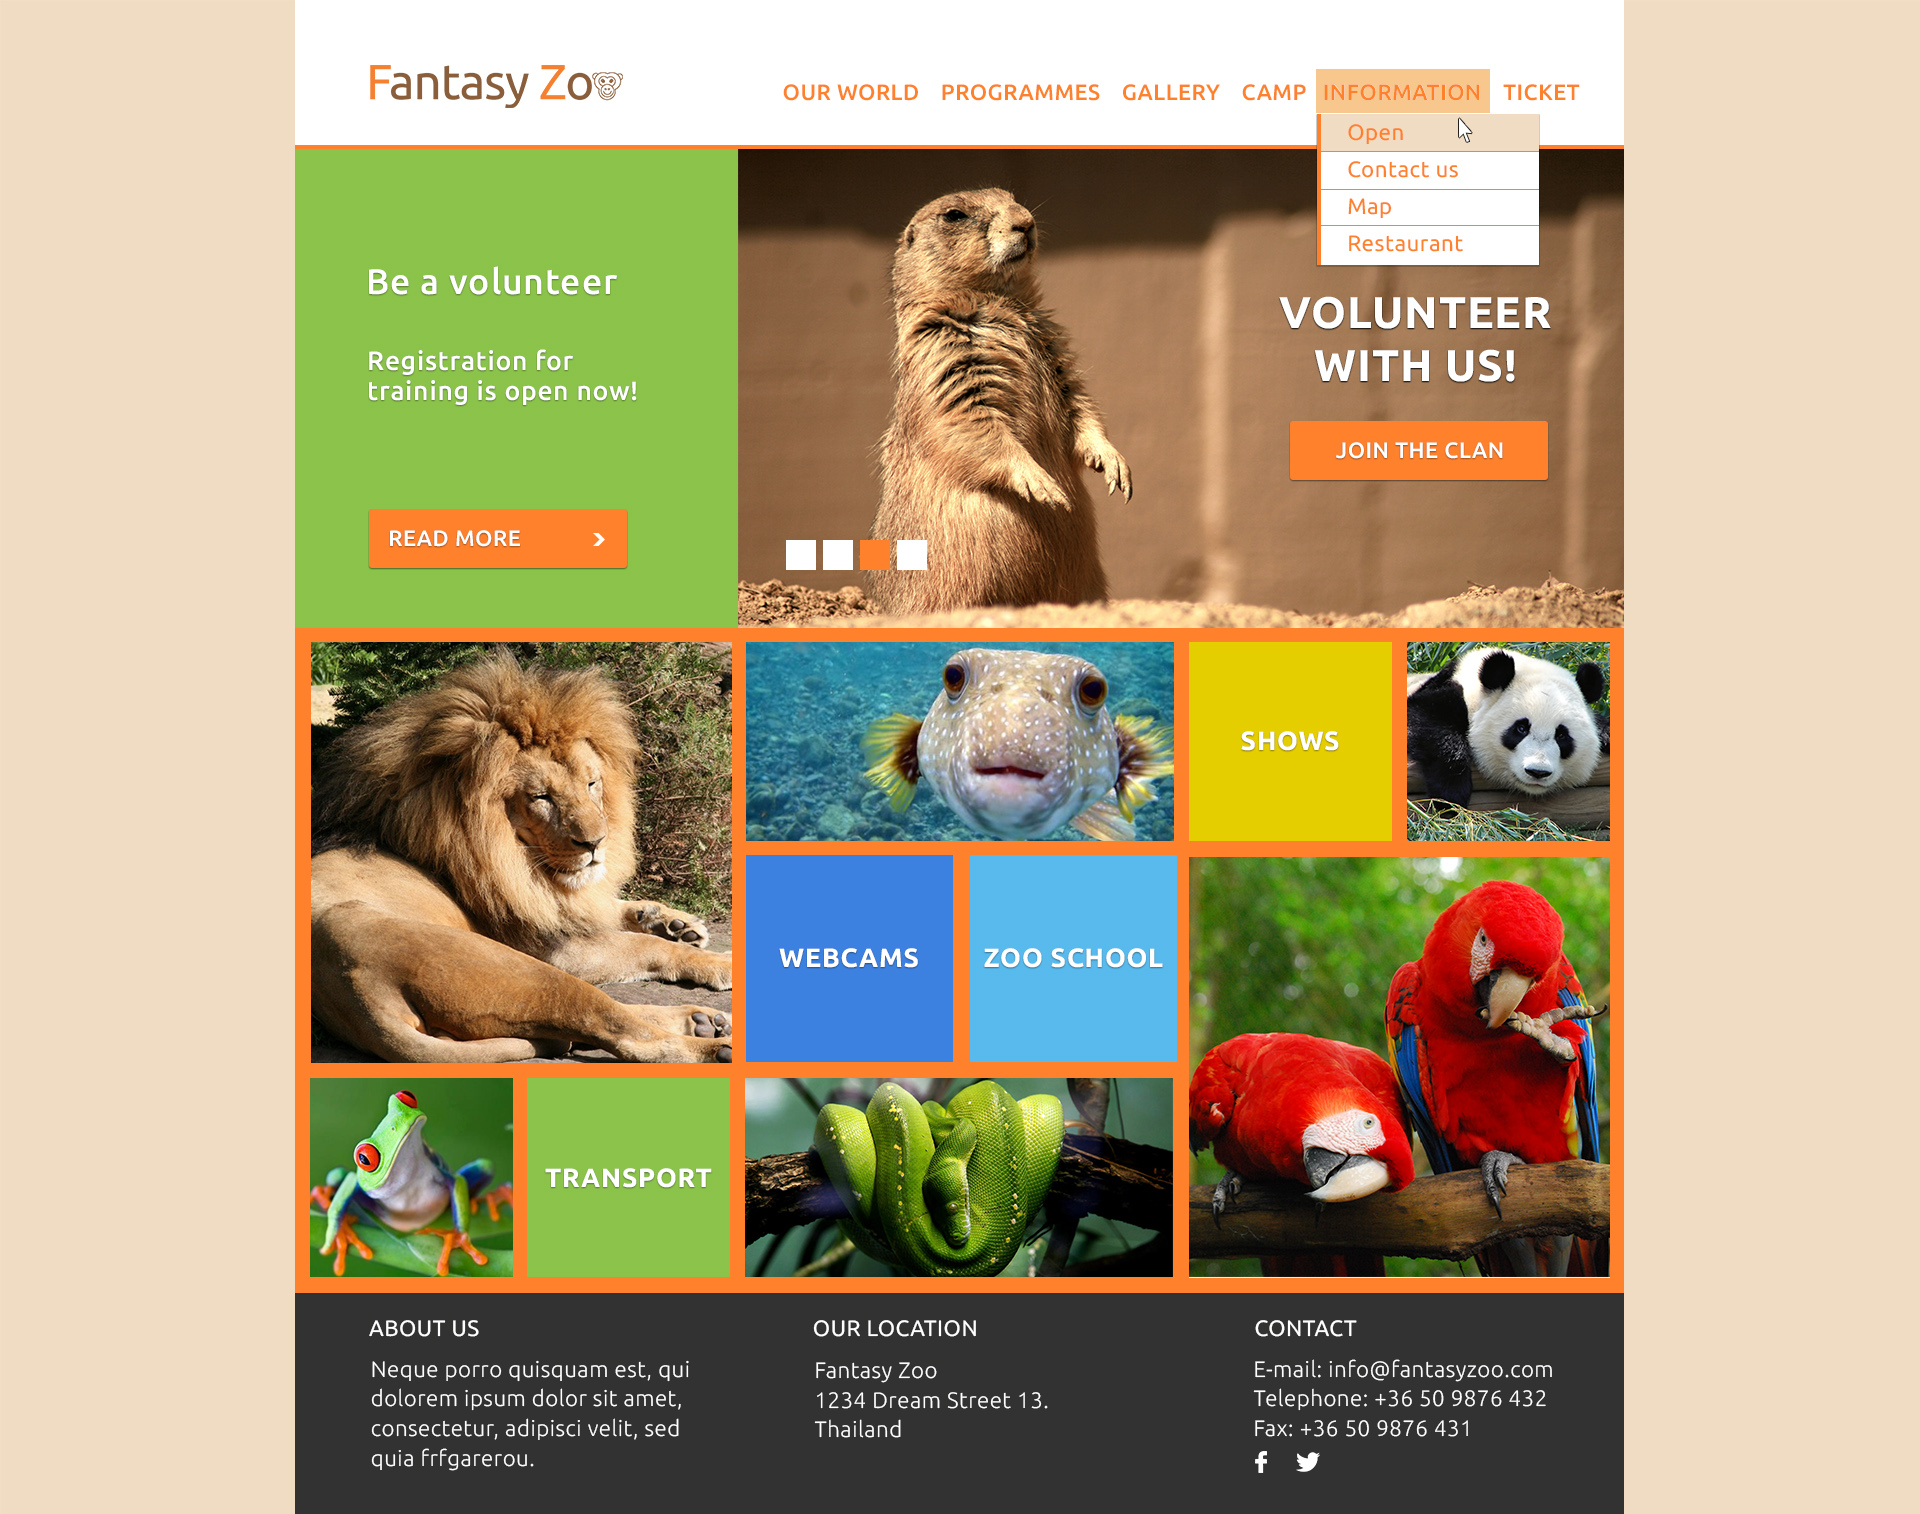 Fantasy Zoo
OUR WORLD PROGRAMMES GALLERY CAMP INFORMATION TICKET
Open
Contact us
Map
Restaurant
Be a volunteer
Registration for
training is open now!
READ MORE
VOLUNTEER
WITH US!
JOIN THE CLAN
SHOWS
WEBCAMS
ZOO SCHOOL
TRANSPORT
ABOUT US
Neque porro quisquam est, qui
dolorem ipsum dolor sit amet,
consectetur, adipisci velit, sed
quia frfgarerou.
OUR LOCATION
Fantasy Zoo
1234 Dream Street 13.
Thailand
CONTACT
E-mail: info@fantasyzoo.com
Telephone: +36 50 9876 432
Fax: +36 50 9876 431